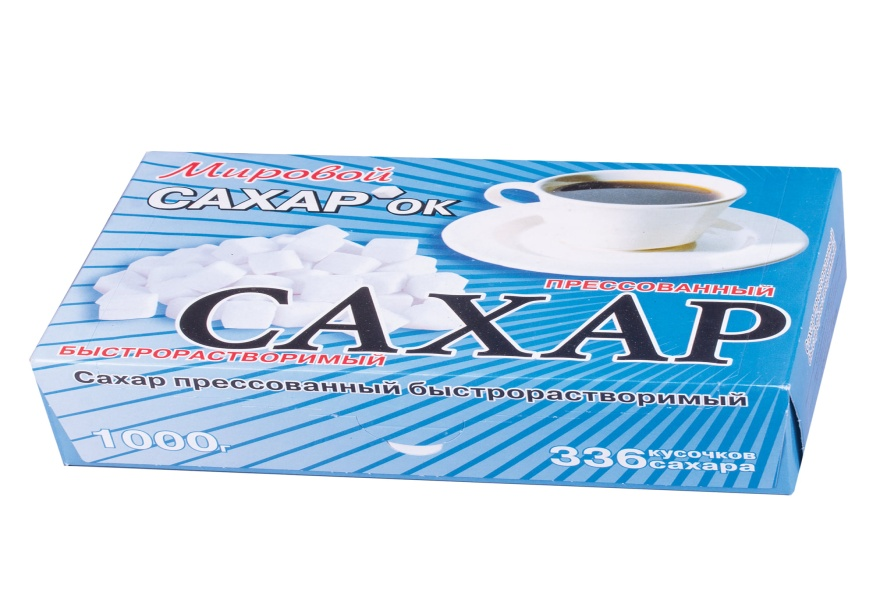 Мировой
САХАР ОК
ПРЕССОВАННЫЙ
САХАР
БЫСТРОРАСТВОРИМЫЙ
Сахар прессованный быстрорастворимый
1000г
336 кусочков
сахара